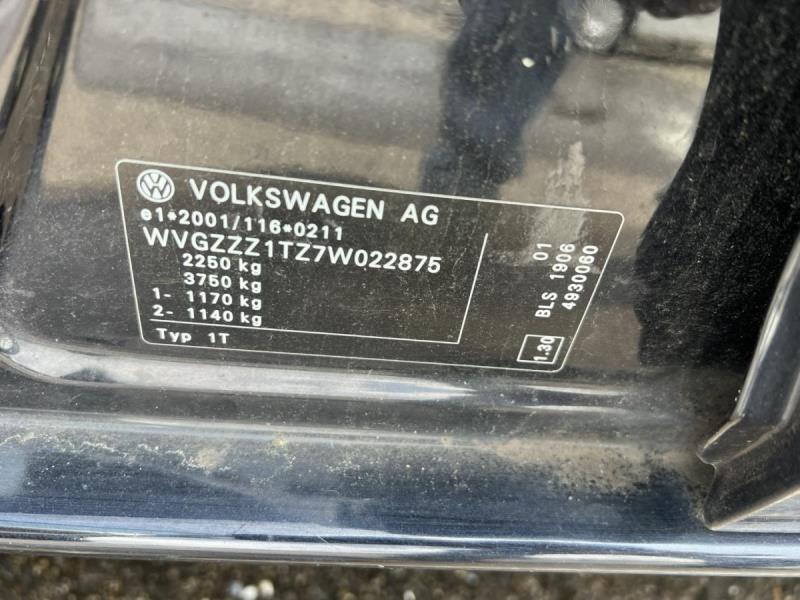 VOLKSWAGEN AG
e1*2001/116*0211
WVGZZZ1TZ7W022875
2250 kg
3750 kg
1- 1170 kg
2- 1140 kg
Typ 1T
01
BLS 1906
4930060
1.30